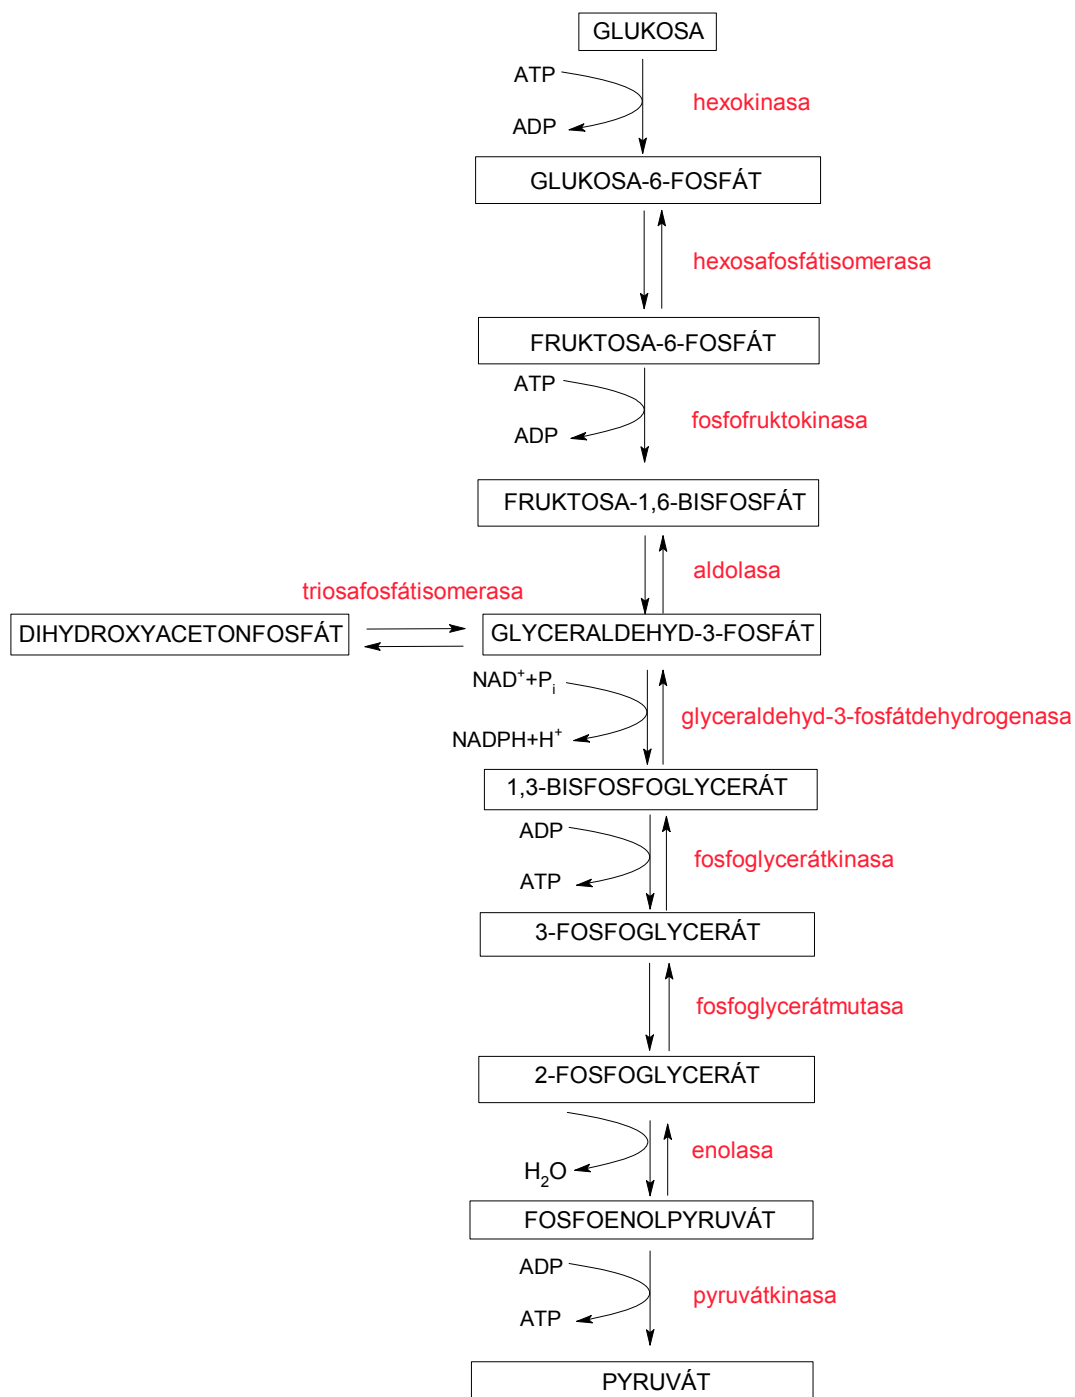 GLUKOSA
ATP
hexokinasa
ADP
GLUKOSA-6-FOSFÁT
hexosafosfátisomerasa
FRUKTOSA-6-FOSFÁT
ATP
fosfofruktokinasa
ADP
FRUKTOSA-1,6-BISFOSFÁT
aldolasa
triosafosfátisomerasa
DIHYDROXYACETONFOSFÁT
GLYCERALDEHYD-3-FOSFÁT
NAD⁺+Pᵢ
glyceraldehyd-3-fosfátdehydrogenasa
NADPH+H⁺
1,3-BISFOSFOGLYCERÁT
ADP
fosfoglycerátkinasa
ATP
3-FOSFOGLYCERÁT
fosfoglycerátmutasa
2-FOSFOGLYCERÁT
enolasa
H₂O
FOSFOENOLPYRUVÁT
ADP
pyruvátkinasa
ATP
PYRUVÁT